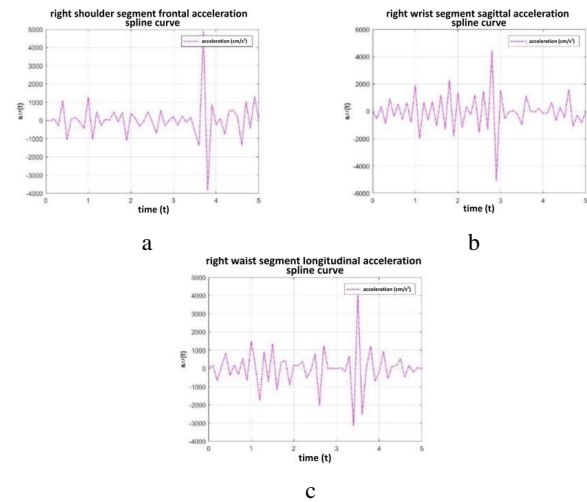 right shoulder segment frontal acceleration
spline curve
acceleration (cm/s²)
5000
4000
3000
2000
1000
0
-1000
-2000
-3000
-4000
0 1 2 3 4 5
s″(t)
time (t)
a
right wrist segment sagittal acceleration
spline curve
acceleration (cm/s²)
6000
4000
2000
0
-2000
-4000
-6000
0 1 2 3 4 5
s″(t)
time (t)
b
right waist segment longitudinal acceleration
spline curve
acceleration (cm/s²)
5000
4000
3000
2000
1000
0
-1000
-2000
-3000
-4000
0 1 2 3 4 5
s″(t)
time (t)
c